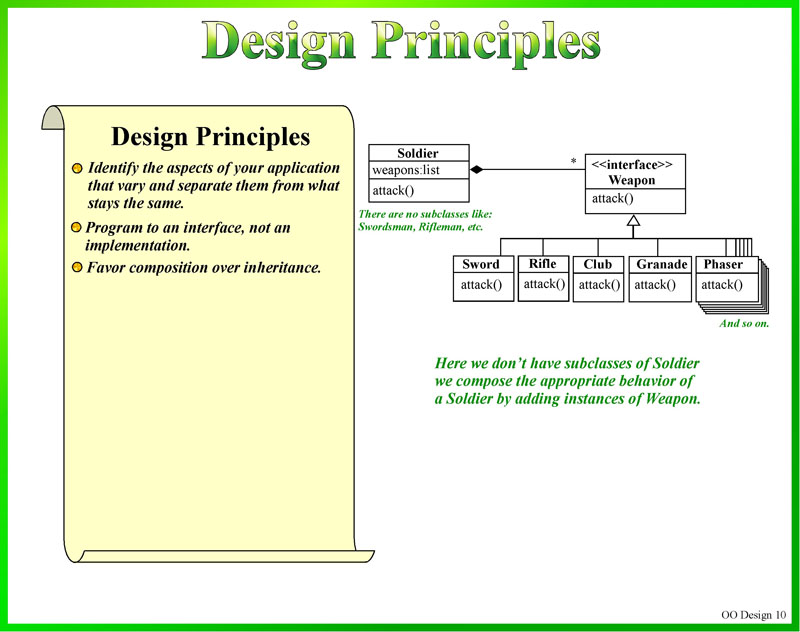 Design Principles
Design Principles
Identify the aspects of your application
that vary and separate them from what
stays the same.
Program to an interface, not an
implementation.
Favor composition over inheritance.
Soldier
weapons:list
attack()
*
<<interface>>
Weapon
attack()
There are no subclasses like:
Swordsman, Rifleman, etc.
Sword
attack()
Rifle
attack()
Club
attack()
Granade
attack()
Phaser
attack()
And so on.
Here we don't have subclasses of Soldier
we compose the appropriate behavior of
a Soldier by adding instances of Weapon.
OO Design 10